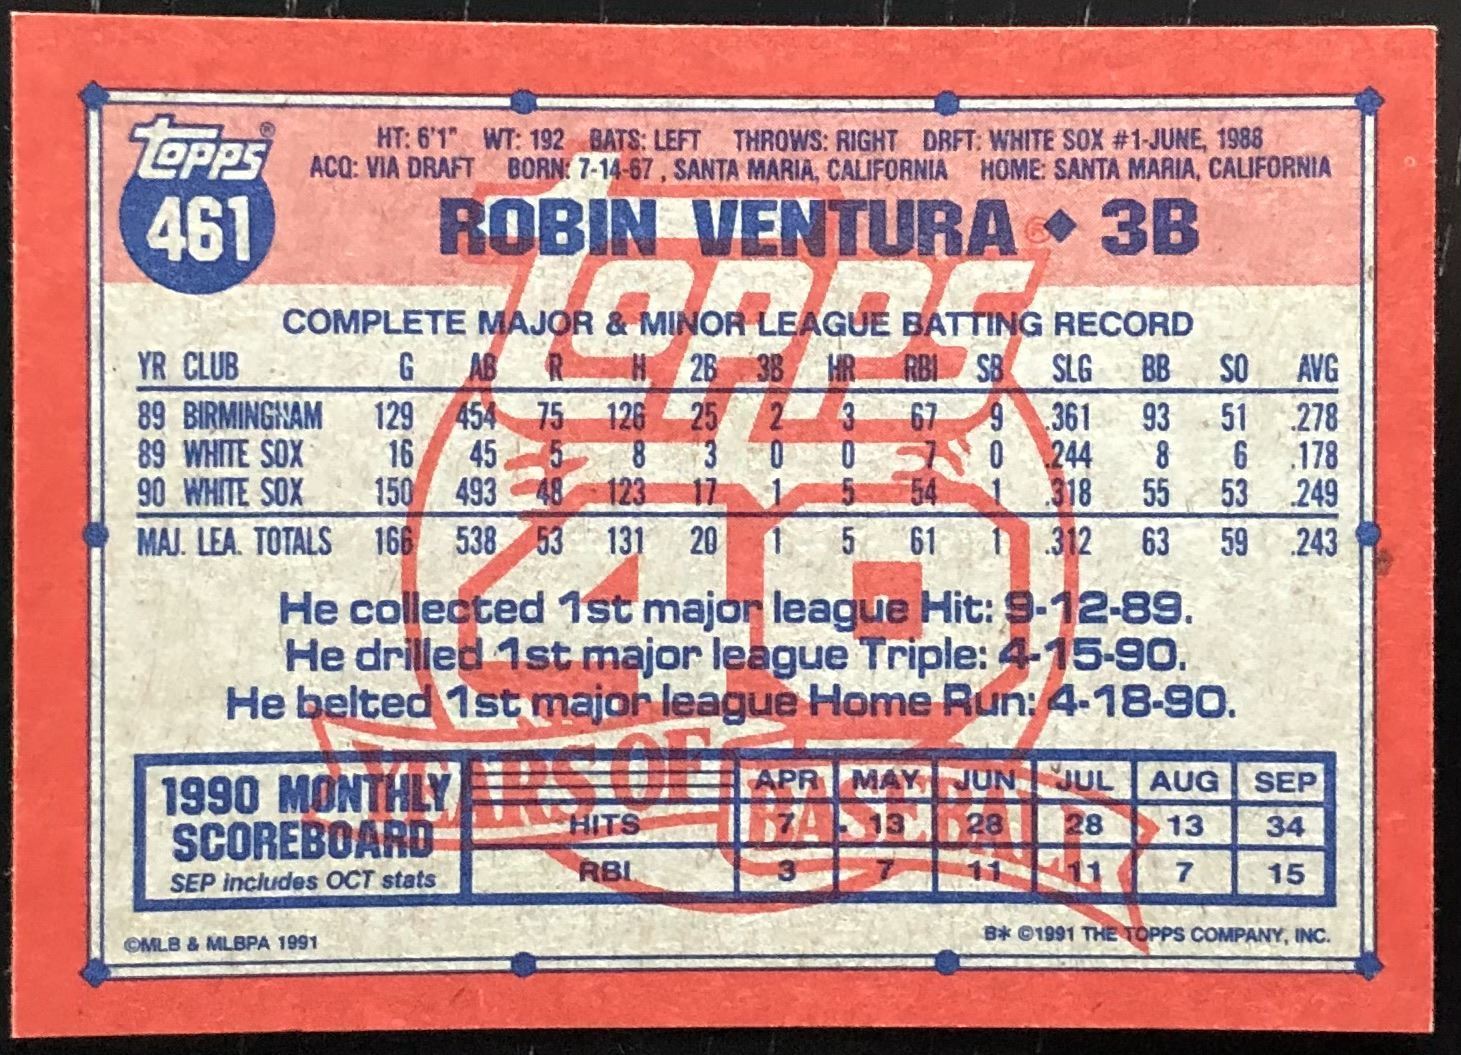 topps®
461
HT: 6'1" WT: 192 BATS: LEFT THROWS: RIGHT DRFT: WHITE SOX #1-JUNE, 1988
ACQ: VIA DRAFT BORN: 7-14-67, SANTA MARIA, CALIFORNIA HOME: SANTA MARIA, CALIFORNIA
ROBIN VENTURA ◆ 3B
TOPPS®
40
YEARS OF BASEBALL
COMPLETE MAJOR & MINOR LEAGUE BATTING RECORD
YR CLUB G AB R H 2B 3B HR RBI SB SLG BB SO AVG
89 BIRMINGHAM 129 454 75 126 25 2 3 67 9 .361 93 51 .278
89 WHITE SOX 16 45 5 8 3 0 0 7 0 .244 8 6 .178
90 WHITE SOX 150 493 48 123 17 1 5 54 1 .318 55 53 .249
MAJ. LEA. TOTALS 166 538 53 131 20 1 5 61 1 .312 63 59 .243
He collected 1st major league Hit: 9-12-89.
He drilled 1st major league Triple: 4-15-90.
He belted 1st major league Home Run: 4-18-90.
1990 MONTHLY
SCOREBOARD
SEP includes OCT stats
APR MAY JUN JUL AUG SEP
HITS 7 13 28 28 13 34
RBI 3 7 11 11 7 15
©MLB & MLBPA 1991
B* ©1991 THE TOPPS COMPANY, INC.